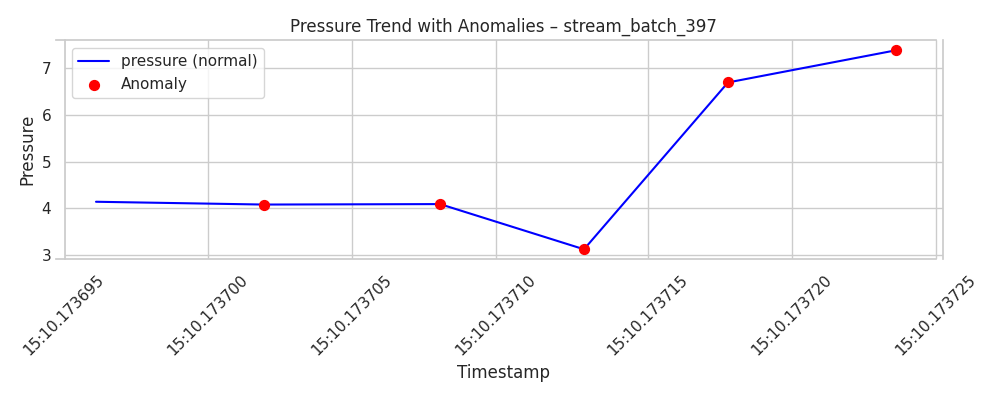 Pressure Trend with Anomalies – stream_batch_397
pressure (normal)
Anomaly
Pressure
7
6
5
4
3
15:10.173695
15:10.173700
15:10.173705
15:10.173710
15:10.173715
15:10.173720
15:10.173725
Timestamp